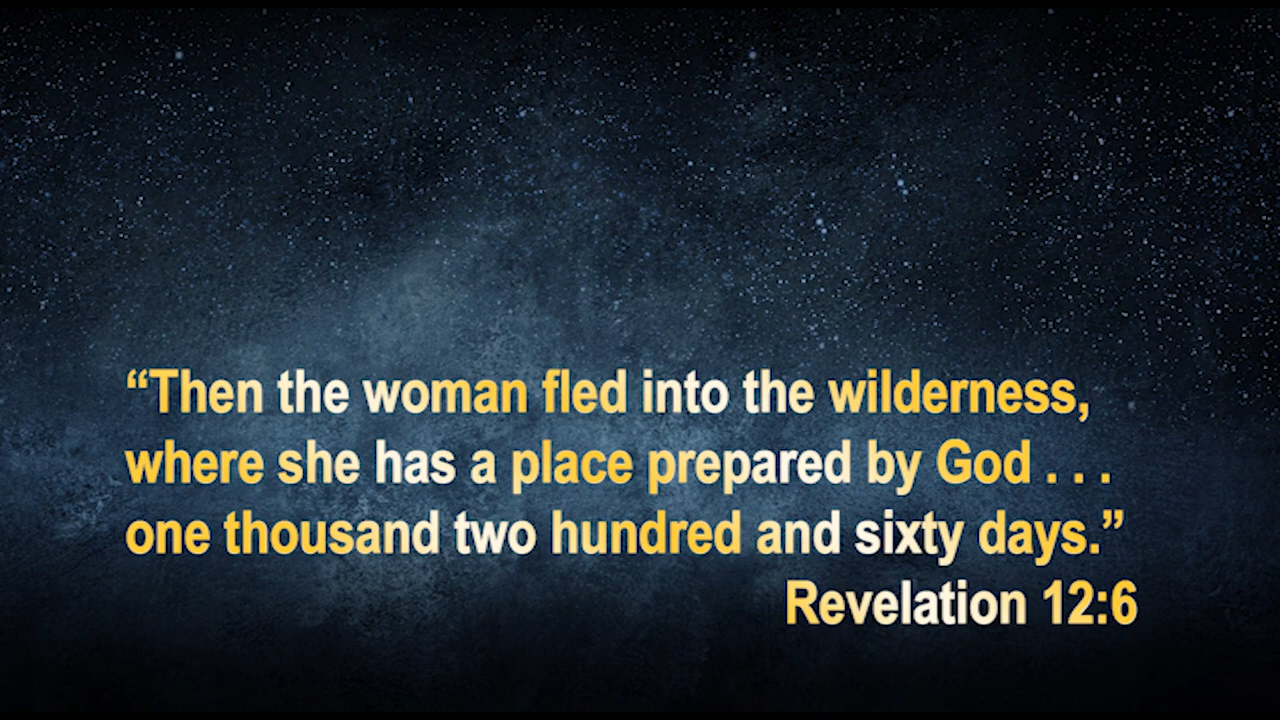 “Then the woman fled into the wilderness,
where she has a place prepared by God . . .
one thousand two hundred and sixty days.”
Revelation 12:6